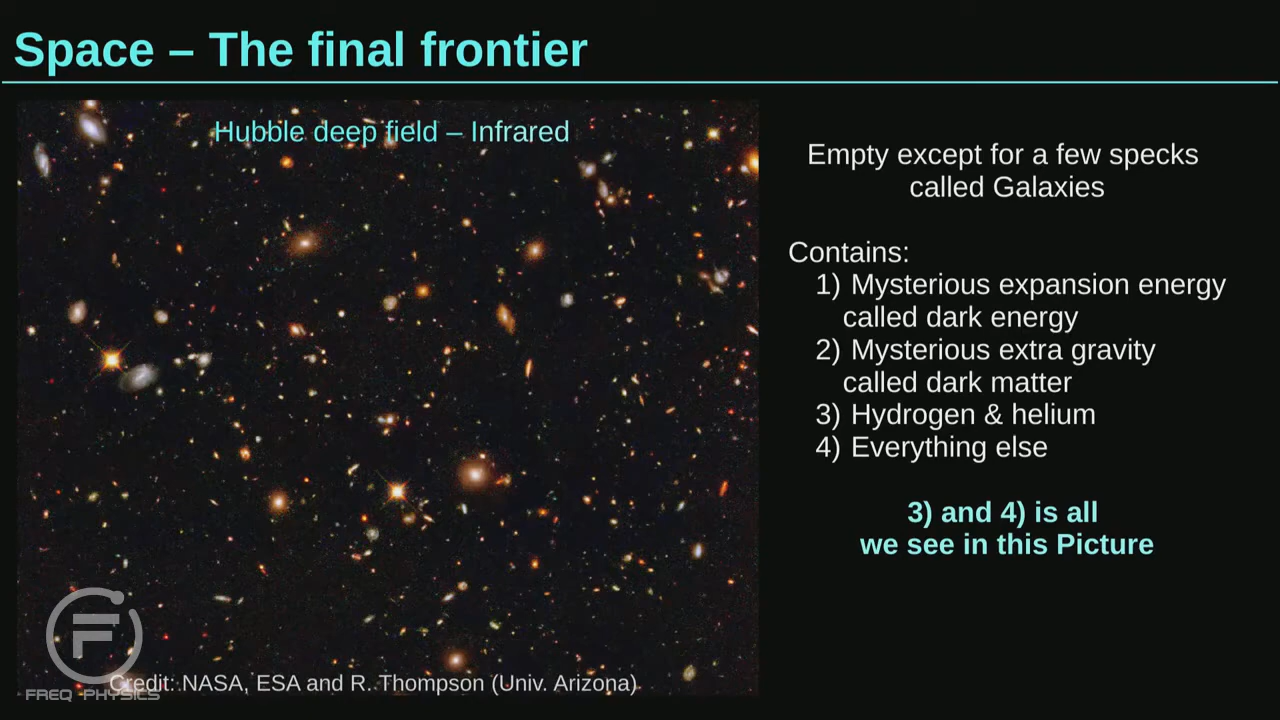 Space – The final frontier
Hubble deep field – Infrared
Empty except for a few specks
called Galaxies
Contains:
1) Mysterious expansion energy
called dark energy
2) Mysterious extra gravity
called dark matter
3) Hydrogen & helium
4) Everything else
3) and 4) is all
we see in this Picture
Credit: NASA, ESA and R. Thompson (Univ. Arizona)
FREQ PHYSICS